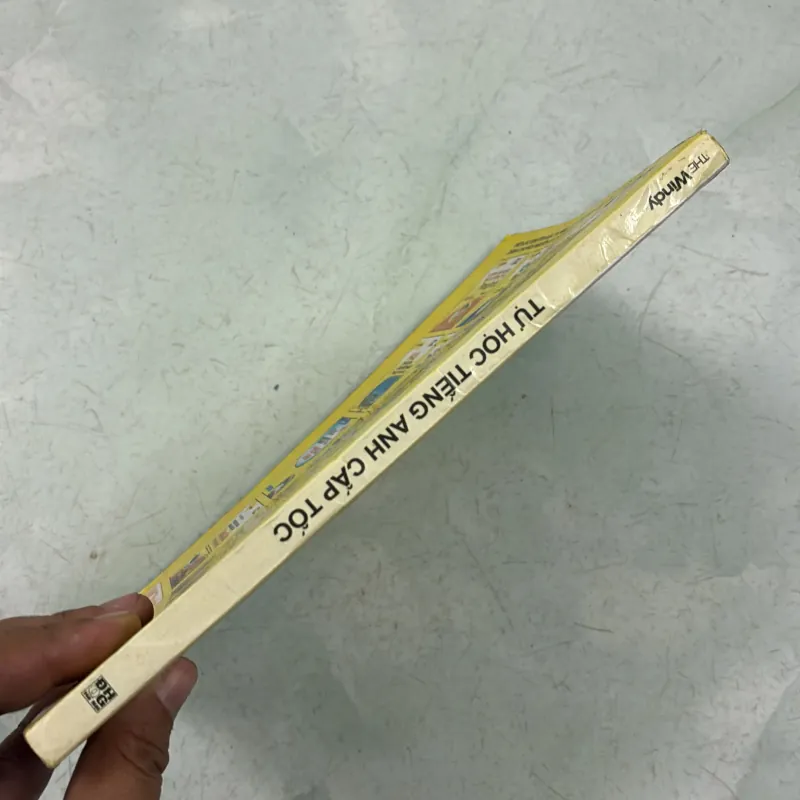 THE Windy
TỰ HỌC TIẾNG ANH CẤP TỐC